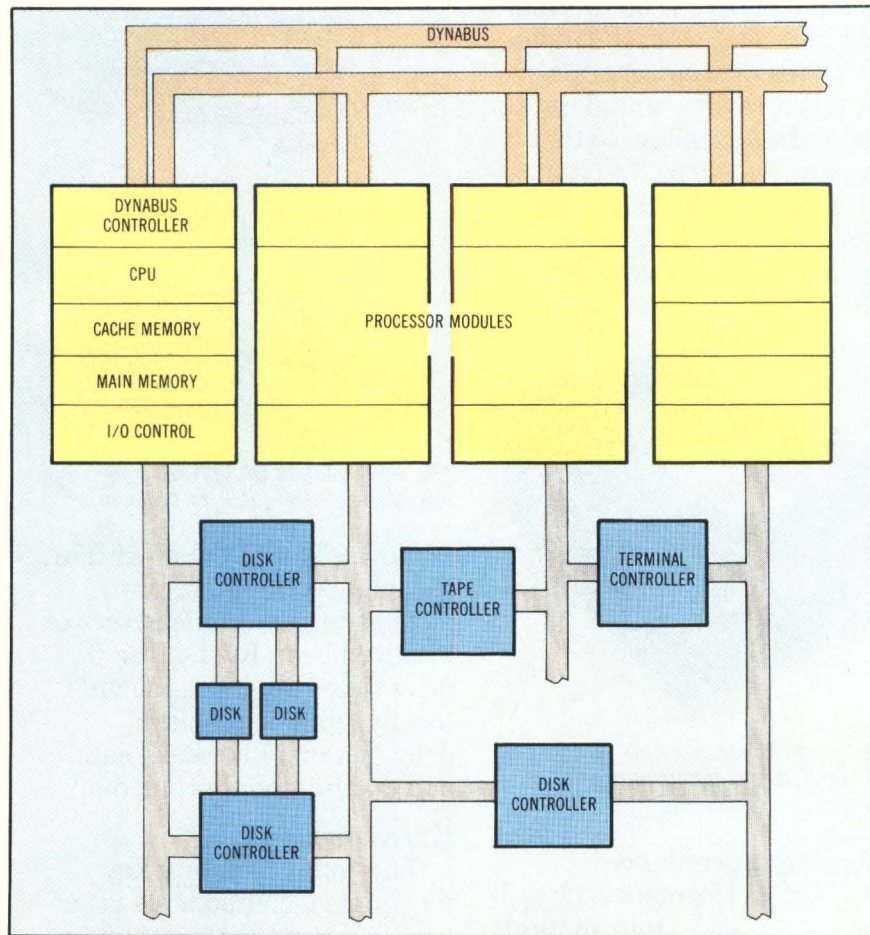 DYNABUS
DYNABUS
CONTROLLER
CPU
CACHE MEMORY
PROCESSOR MODULES
MAIN MEMORY
I/O CONTROL
DISK
CONTROLLER
TAPE
CONTROLLER
TERMINAL
CONTROLLER
DISK
DISK
DISK
CONTROLLER
DISK
CONTROLLER